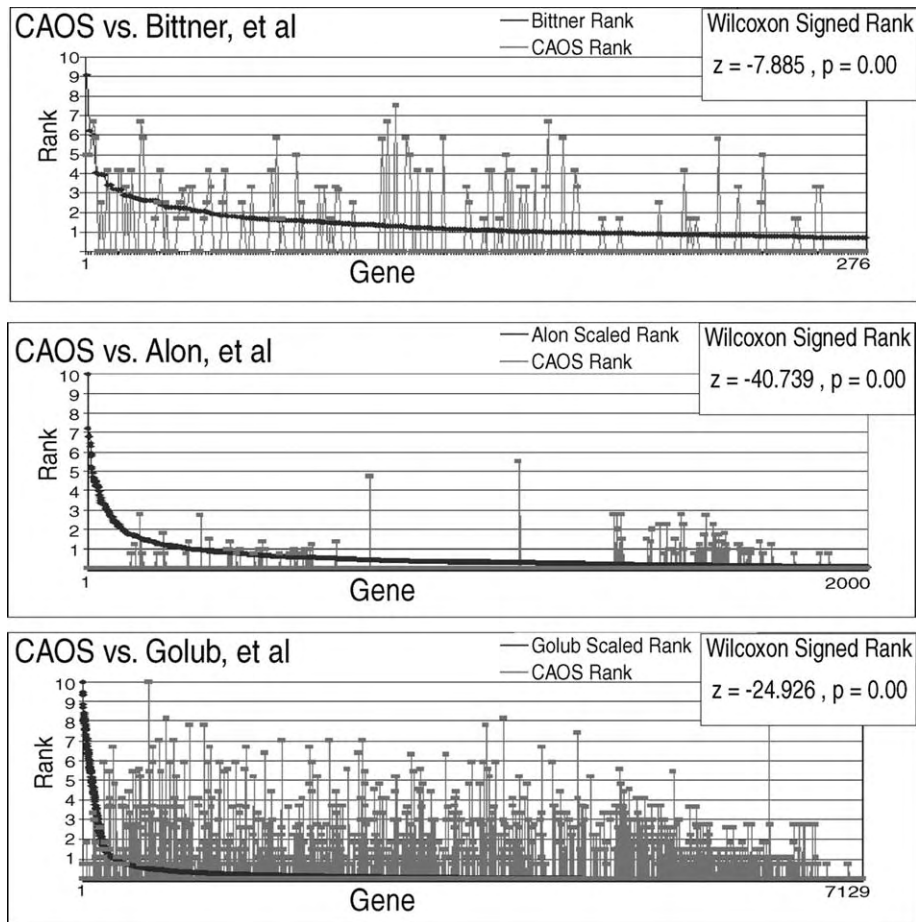 CAOS vs. Bittner, et al
Bittner Rank
CAOS Rank
Wilcoxon Signed Rank
z = -7.885 , p = 0.00
Rank
10
9
8
7
6
5
4
3
2
1
1
Gene
276
CAOS vs. Alon, et al
Alon Scaled Rank
CAOS Rank
Wilcoxon Signed Rank
z = -40.739 , p = 0.00
Rank
10
9
8
7
6
5
4
3
2
1
1
Gene
2000
CAOS vs. Golub, et al
Golub Scaled Rank
CAOS Rank
Wilcoxon Signed Rank
z = -24.926 , p = 0.00
Rank
10
9
8
7
6
5
4
3
2
1
1
Gene
7129